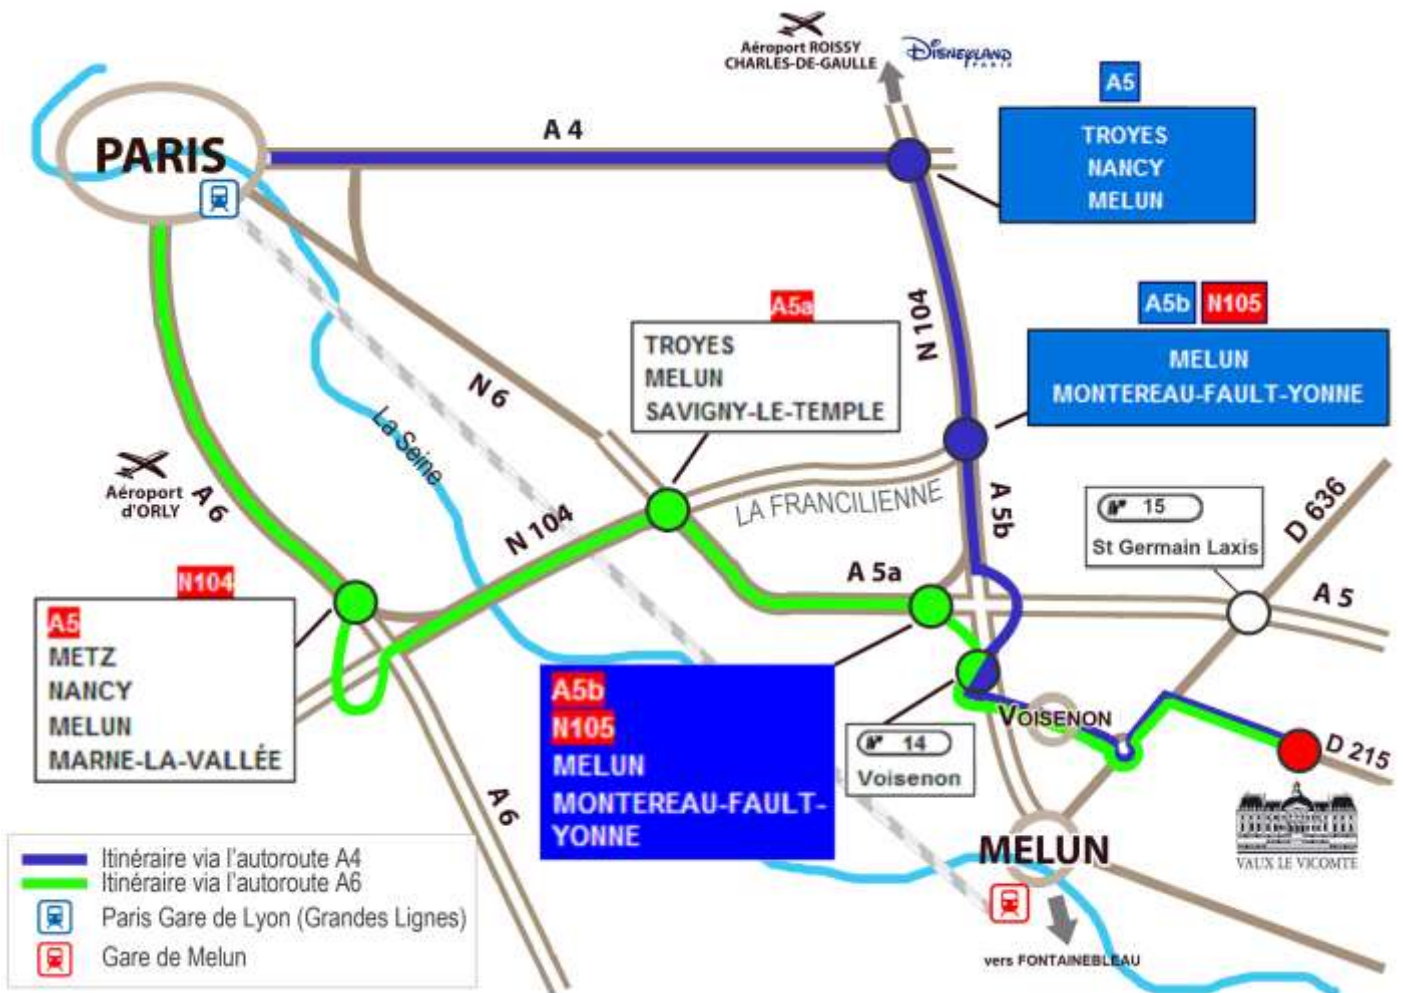 Aéroport ROISSY
CHARLES-DE-GAULLE
DISNEYLAND
PARIS
A5
TROYES
NANCY
MELUN
A 4
PARIS
N 104
A5b N105
MELUN
MONTEREAU-FAULT-YONNE
A5a
TROYES
MELUN
SAVIGNY-LE-TEMPLE
N 6
La Seine
Aéroport
d'ORLY
A 6
N 104
LA FRANCILIENNE
A 5b
15
St Germain Laxis
D 636
A 5a
A 5
N104
A5
METZ
NANCY
MELUN
MARNE-LA-VALLÉE
A5b
N105
MELUN
MONTEREAU-FAULT-
YONNE
VOISENON
14
Voisenon
D 215
VAUX LE VICOMTE
A 6
MELUN
vers FONTAINEBLEAU
Itinéraire via l'autoroute A4
Itinéraire via l'autoroute A6
Paris Gare de Lyon (Grandes Lignes)
Gare de Melun